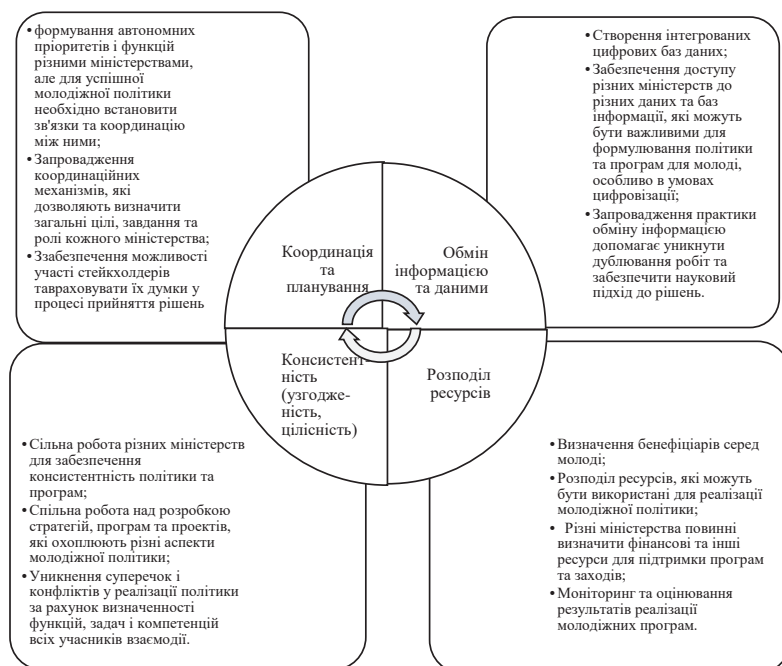 • формування автономних
пріоритетів і функцій
різними міністерствами,
але для успішної
молодіжної політики
необхідно встановити
зв'язки та координацію
між ними;
• Запровадження
координаційних
механізмів, які
дозволяють визначити
загальні цілі, завдання та
ролі кожного міністерства;
• Ззабезпечення можливості
участі стейкхолдерів
тавраховувати їх думки у
процесі прийняття рішень
• Створення інтегрованих
цифрових баз даних;
• Забезпечення доступу
різних міністерств до
різних даних та баз
інформації, які можуть
бути важливими для
формулювання політики
та програм для молоді,
особливо в умовах
цифровізації;
• Запровадження практики
обміну інформацією
допомагає уникнути
дублювання робіт та
забезпечити науковий
підхід до рішень.
Координація
та
планування
Обмін
інформацією
та даними
Консистент-
ність
(узгодже-
ність,
цілісність)
Розподіл
ресурсів
• Сільна робота різних міністерств
для забезпечення
консистентність політики та
програм;
• Спільна робота над розробкою
стратегій, програм та проектів,
які охоплюють різні аспекти
молодіжної політики;
• Уникнення суперечок і
конфліктів у реалізації політики
за рахунок визначенності
функцій, задач і компетенцій
всіх учасників взаємодії.
• Визначення бенефіціарів серед
молоді;
• Розподіл ресурсів, які можуть
бути використані для реалізації
молодіжної політики;
• Різні міністерства повинні
визначити фінансові та інші
ресурси для підтримки програм
та заходів;
• Моніторинг та оцінювання
результатів реалізації
молодіжних програм.